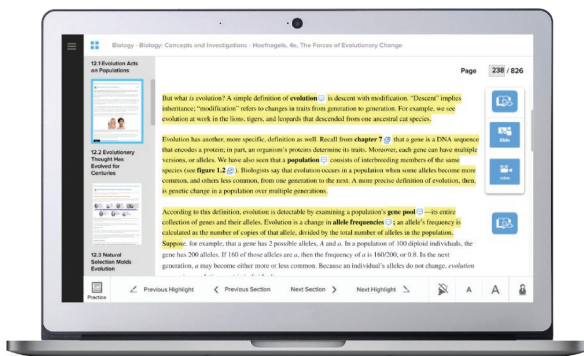 Biology - Biology: Concepts and Investigations - Hoefnagels, 4e, The Forces of Evolutionary Change
12.1 Evolution Acts
on Populations
12.2 Evolutionary
Thought Has
Evolved for
Centuries
12.3 Natural
Selection Molds
Evolution
Page 238 / 826
But what is evolution? A simple definition of evolution is descent with modification. "Descent" implies
inheritance; "modification" refers to changes in traits from generation to generation. For example, we see
evolution at work in the lions, tigers, and leopards that descended from one ancestral cat species.
Evolution has another, more specific, definition as well. Recall from chapter 7 that a gene is a DNA sequence
that encodes a protein; in part, an organism's proteins determine its traits. Moreover, each gene can have multiple
versions, or alleles. We have also seen that a population consists of interbreeding members of the same
species (see figure 1.2). Biologists say that evolution occurs in a population when some alleles become more
common, and others less common, from one generation to the next. A more precise definition of evolution, then,
is genetic change in a population over multiple generations.
According to this definition, evolution is detectable by examining a population's gene pool—its entire
collection of genes and their alleles. Evolution is a change in allele frequencies; an allele's frequency is
calculated as the number of copies of that allele, divided by the total number of alleles in the population.
Suppose, for example, that a gene has 2 possible alleles, A and a. In a population of 100 diploid individuals, the
gene has 200 alleles. If 160 of those alleles are a, then the frequency of a is 160/200, or 0.8. In the next
generation, a may become either more or less common. Because an individual's alleles do not change, evolution
Slide
Practice
Previous Highlight
Previous Section
Next Section
Next Highlight
A
A